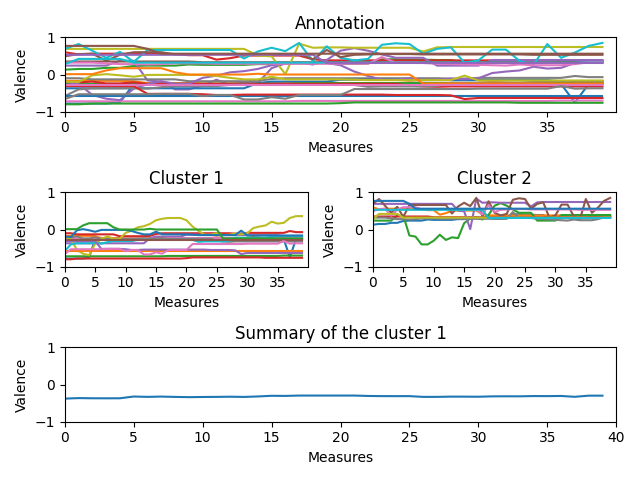 Annotation
Valence
1
0
−1
0 5 10 15 20 25 30 35
Measures
Cluster 1
Valence
1
0
−1
0 5 10 15 20 25 30 35
Measures
Cluster 2
Valence
1
0
−1
0 5 10 15 20 25 30 35
Measures
Summary of the cluster 1
Valence
1
0
−1
0 5 10 15 20 25 30 35 40
Measures